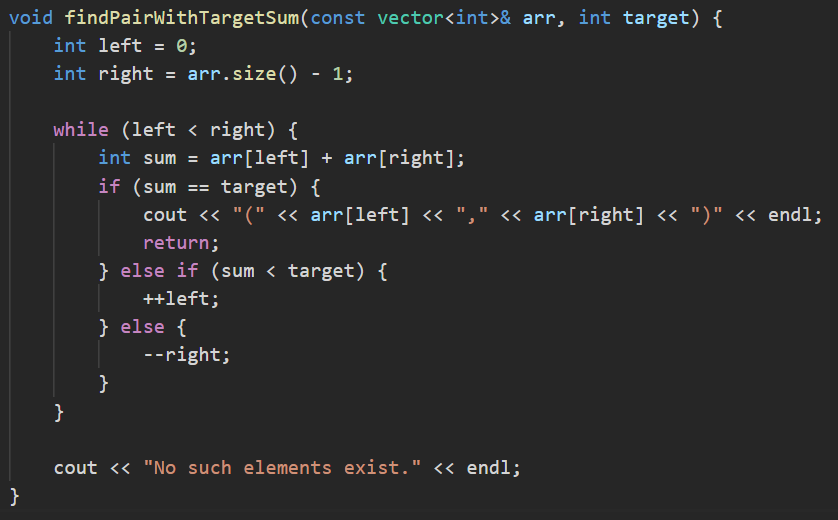 void findPairWithTargetSum(const vector<int>& arr, int target) {
    int left = 0;
    int right = arr.size() - 1;

    while (left < right) {
        int sum = arr[left] + arr[right];
        if (sum == target) {
            cout << "(" << arr[left] << "," << arr[right] << ")" << endl;
            return;
        } else if (sum < target) {
            ++left;
        } else {
            --right;
        }
    }

    cout << "No such elements exist." << endl;
}